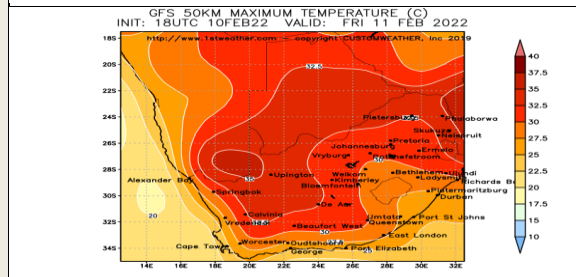 GFS 50KM MAXIMUM TEMPERATURE (C)
INIT: 18UTC 10FEB22 VALID: FRI 11 FEB 2022
http://www.1stweather.com — copyright CUSTOMWEATHER, Inc 2019
18S
20S
22S
24S
26S
28S
30S
32S
34S
32.5
Pietersburg
Phalaborwa
Skukuza
Nelspruit
Pretoria
Johannesburg
Ermelo
Vryburg
Potchefstroom
30
Welkom
Bethlehem
Ulundi
Ladysmith
Richards Ba
Alexander Bay
35
Upington
Kimberley
Bloemfontein
Springbok
Pietermaritzburg
Durban
De Aar
20
Calvinia
Vredendal
Umtata
Port St Johns
Queenstown
Beaufort West
30
East London
Cape Town
Worcester
Oudtshoorn
George
Port Elizabeth
25
14E 16E 18E 20E 22E 24E 26E 28E 30E 32E
40
37.5
35
32.5
30
27.5
25
22.5
20
17.5
15
10